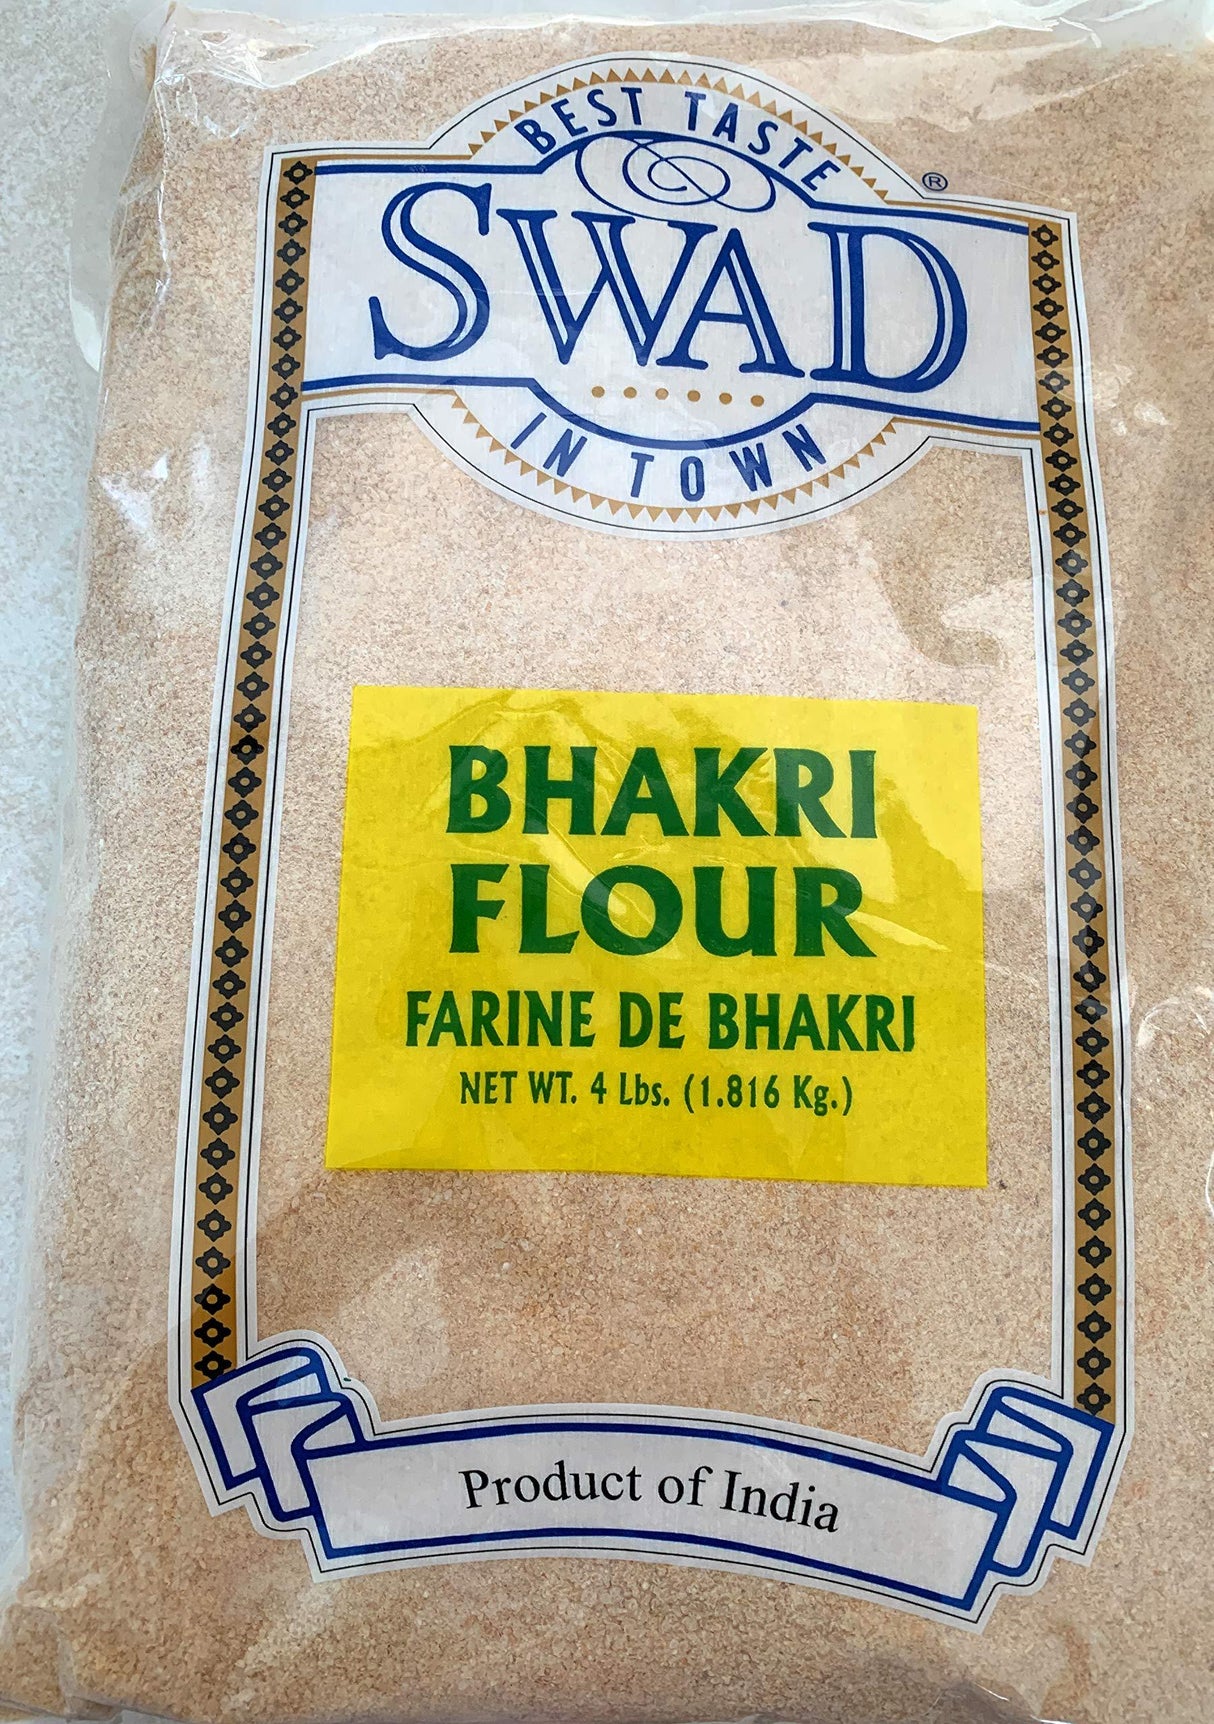 BEST TASTE
SWAD
®
IN TOWN
BHAKRI
FLOUR
FARINE DE BHAKRI
NET WT. 4 Lbs. (1.816 Kg.)
Product of India